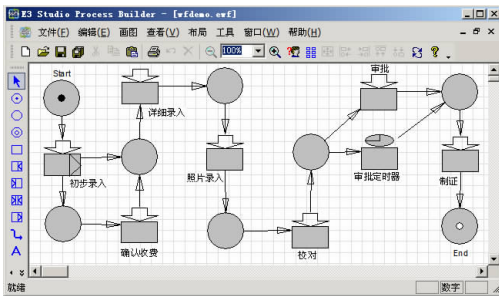 E3 Studio Process Builder - [wfdemo.ewf]
文件(F) 编辑(E) 画图 查看(V) 布局 工具 窗口(W) 帮助(H)
100%
Start
详细录入
审批
初步录入
照片录入
审批定时器
制证
确认收费
校对
End
就绪
数字